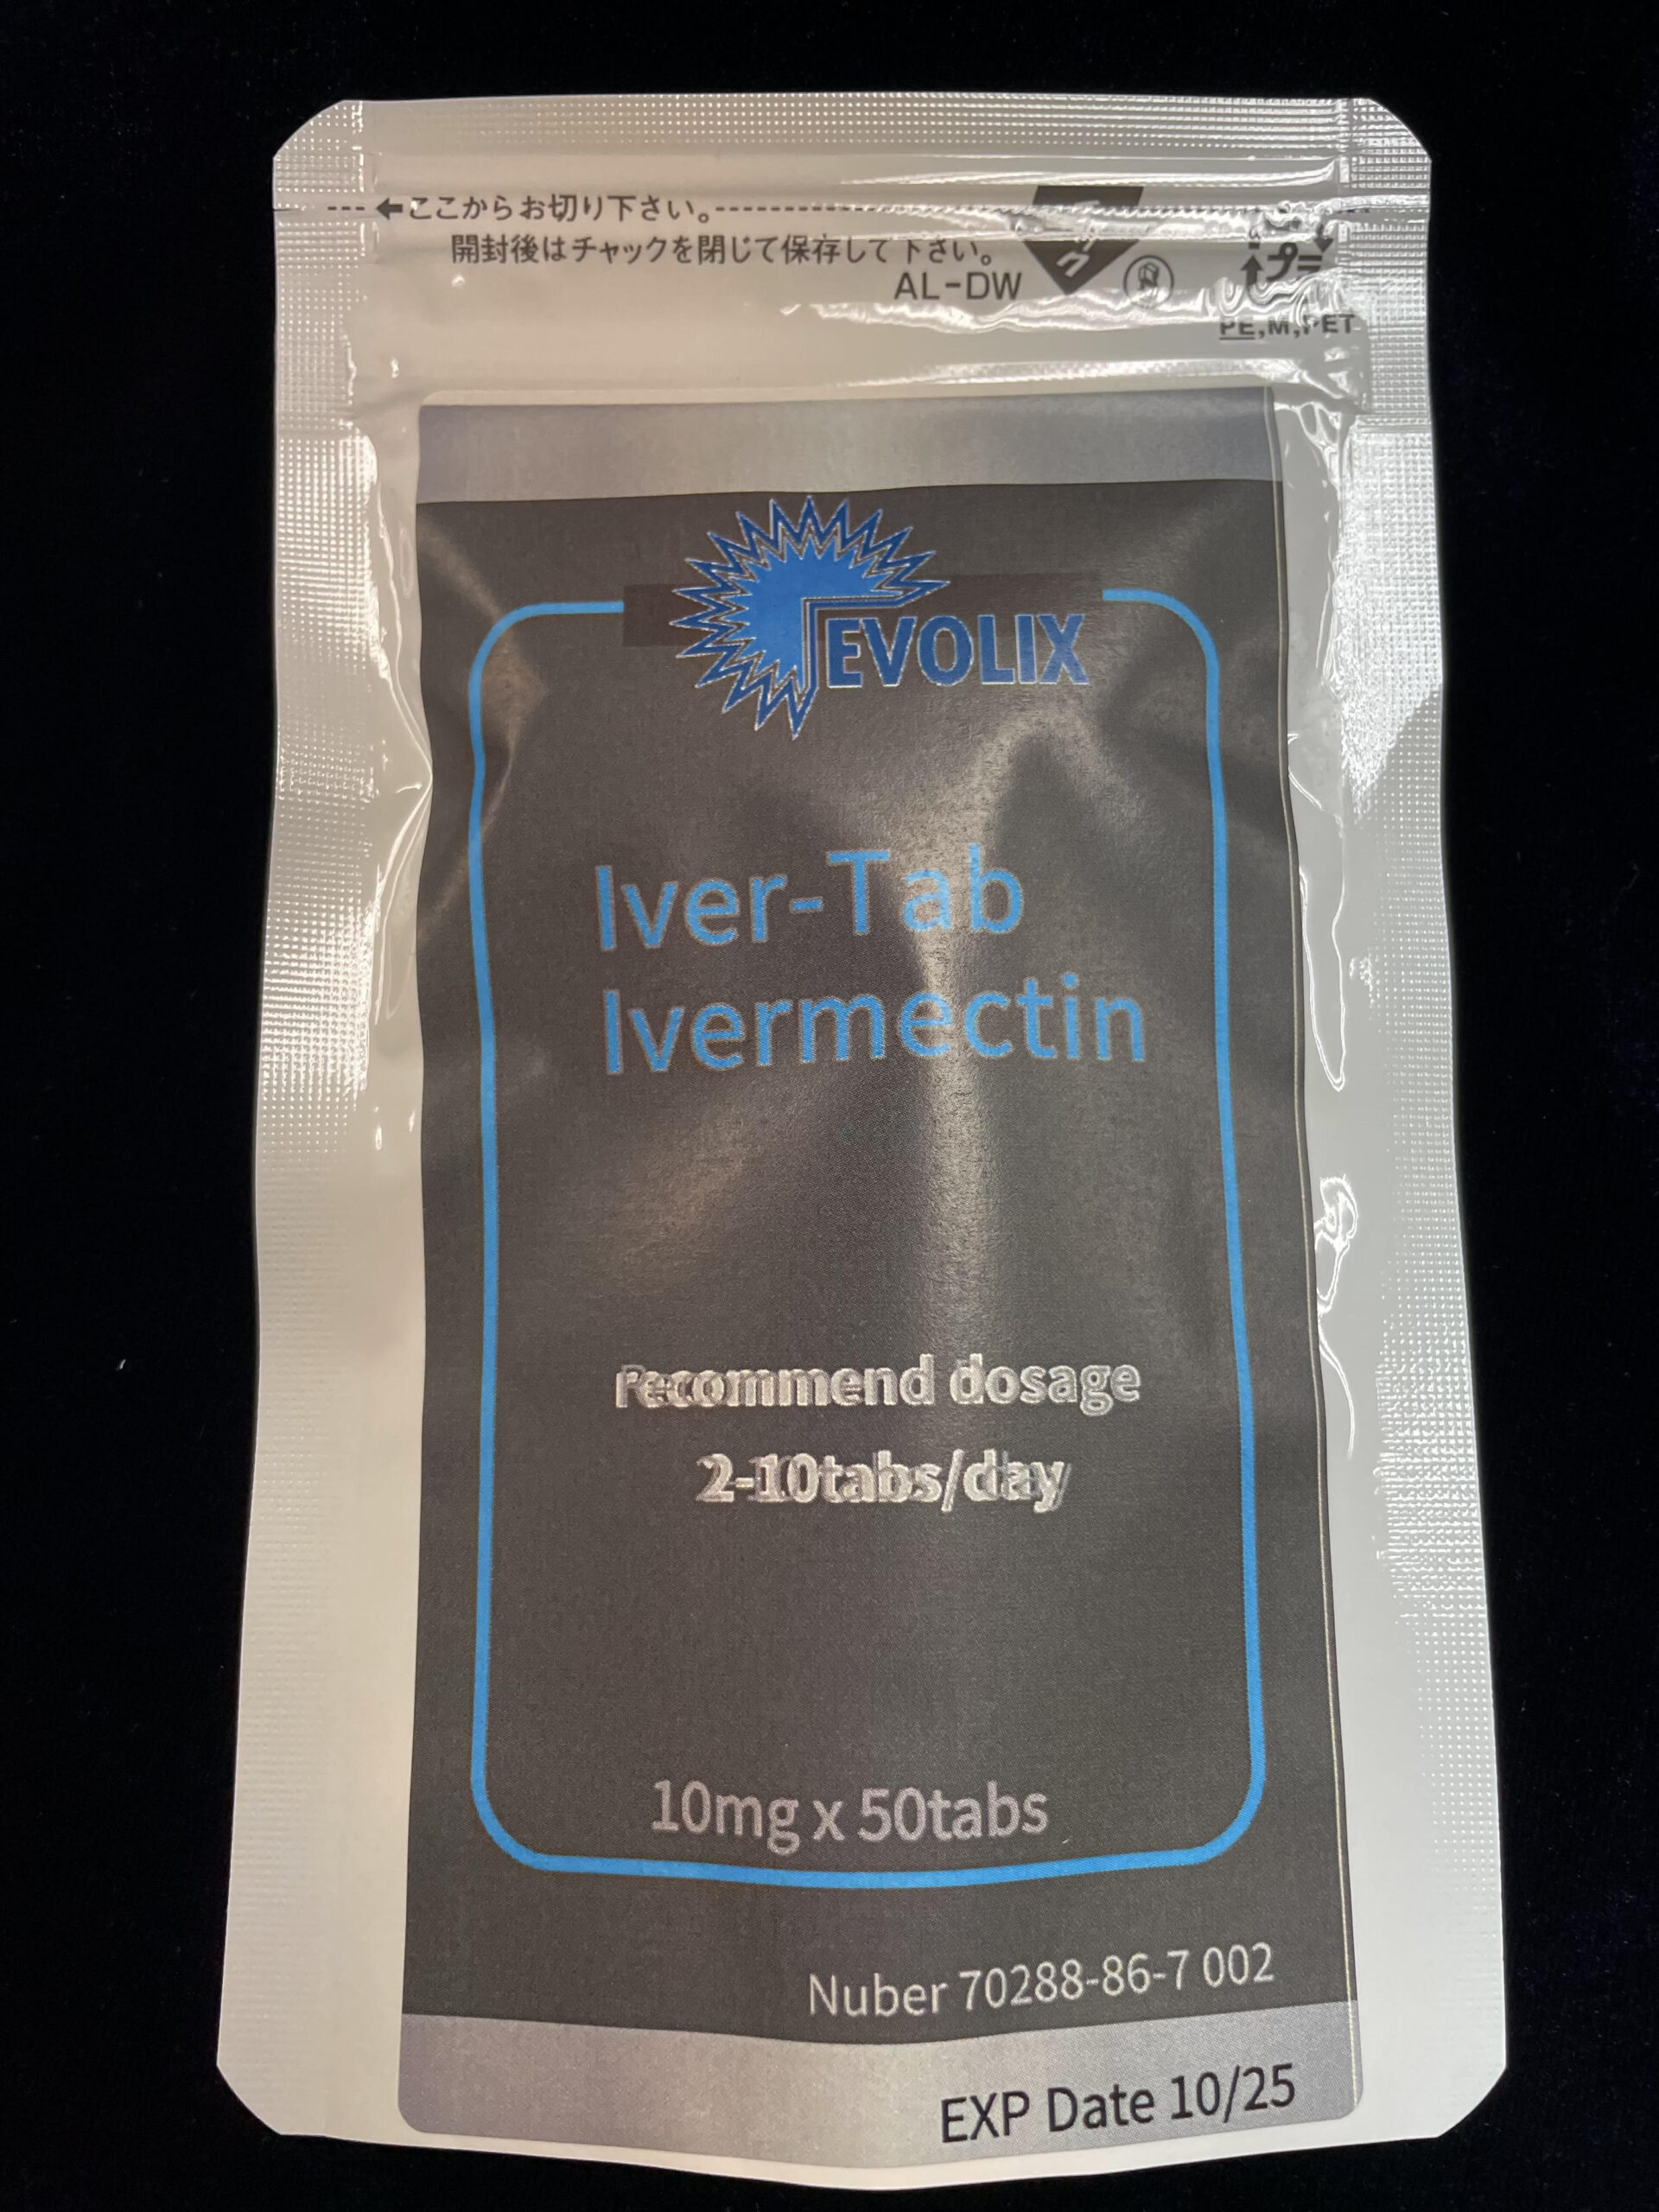 ←ここからお切り下さい。
開封後はチャックを閉じて保存して下さい。
AL-DW
プラ
PE,M,PET
EVOLIX
Iver-Tab
Ivermectin
recommend dosage
2-10tabs/day
10mg x 50tabs
Nuber 70288-86-7 002
EXP Date 10/25